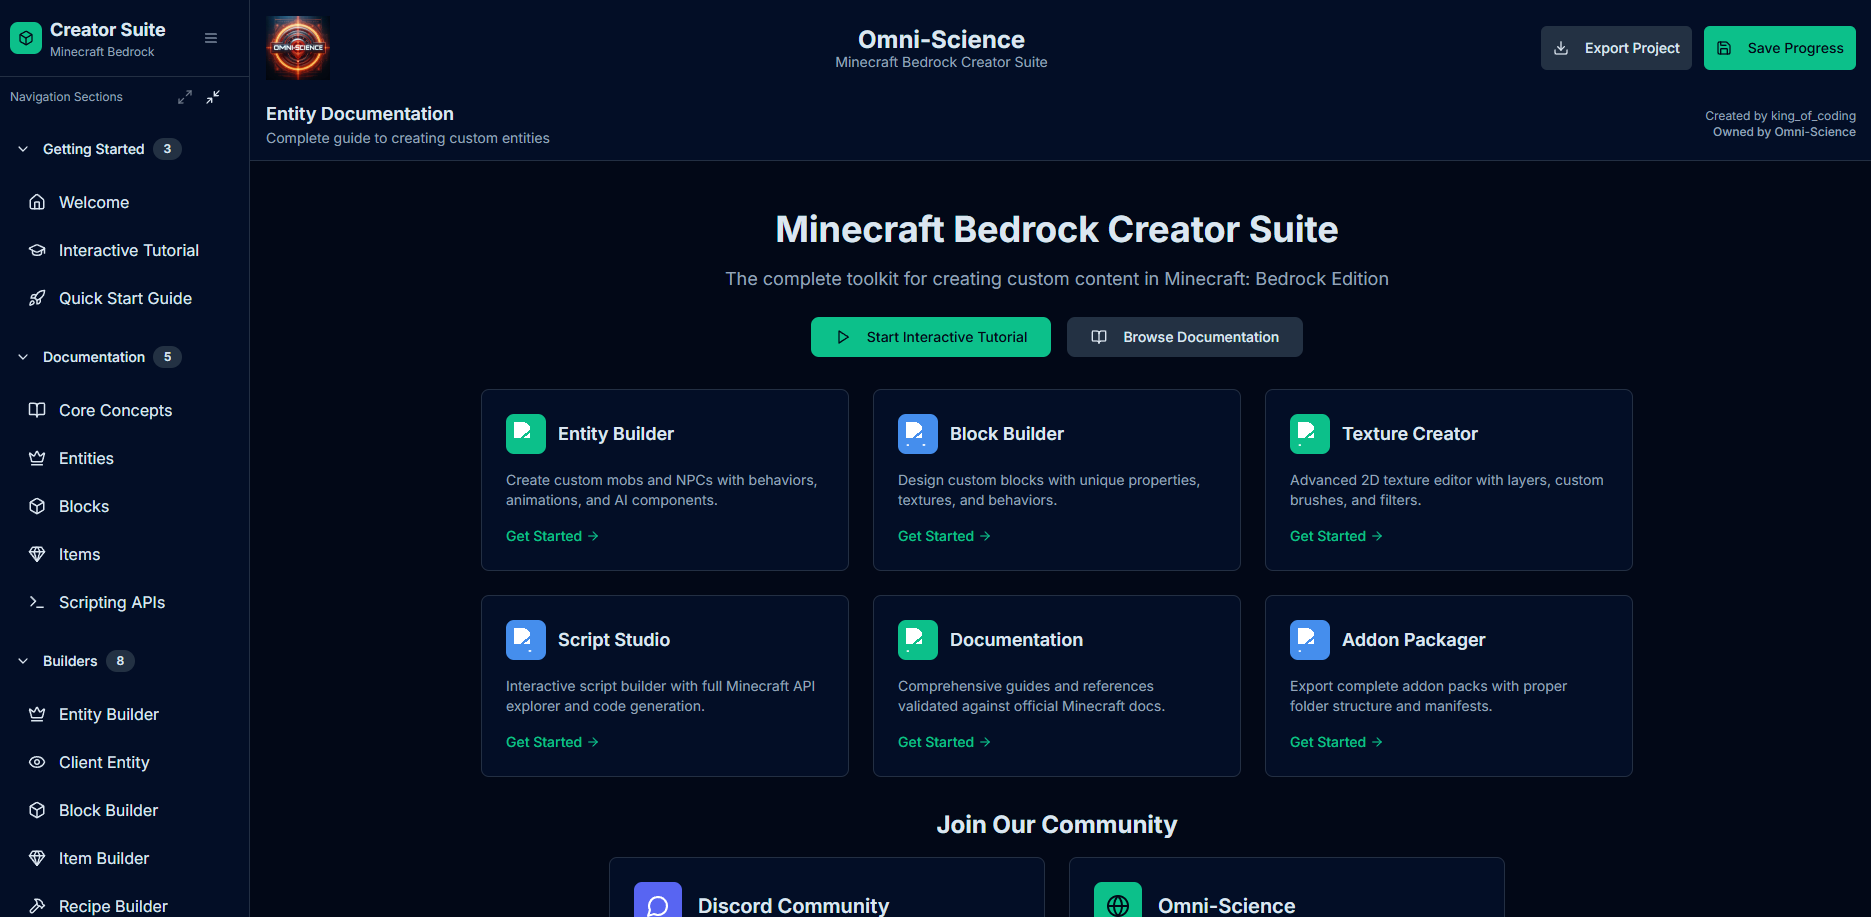 Creator Suite
Minecraft Bedrock
Navigation Sections
Getting Started 3
Welcome
Interactive Tutorial
Quick Start Guide
Documentation 5
Core Concepts
Entities
Blocks
Items
Scripting APIs
Builders 8
Entity Builder
Client Entity
Block Builder
Item Builder
Recipe Builder
OMNI-SCIENCE
Omni-Science
Minecraft Bedrock Creator Suite
Export Project
Save Progress
Entity Documentation
Complete guide to creating custom entities
Created by king_of_coding
Owned by Omni-Science
Minecraft Bedrock Creator Suite
The complete toolkit for creating custom content in Minecraft: Bedrock Edition
Start Interactive Tutorial
Browse Documentation
Entity Builder
Create custom mobs and NPCs with behaviors,
animations, and AI components.
Get Started →
Block Builder
Design custom blocks with unique properties,
textures, and behaviors.
Get Started →
Texture Creator
Advanced 2D texture editor with layers, custom
brushes, and filters.
Get Started →
Script Studio
Interactive script builder with full Minecraft API
explorer and code generation.
Get Started →
Documentation
Comprehensive guides and references
validated against official Minecraft docs.
Get Started →
Addon Packager
Export complete addon packs with proper
folder structure and manifests.
Get Started →
Join Our Community
Discord Community
Omni-Science